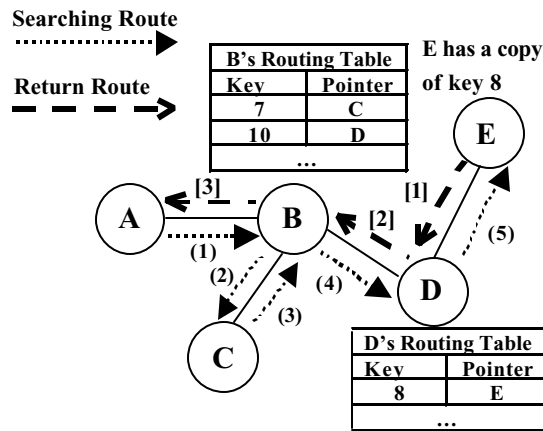 Searching Route
Return Route
B's Routing Table
Key Pointer
7 C
10 D
...
E has a copy
of key 8
E
[1]
[3]
A
B
[2]
(1)
(5)
(2)
(4)
D
(3)
C
D's Routing Table
Key Pointer
8 E
...